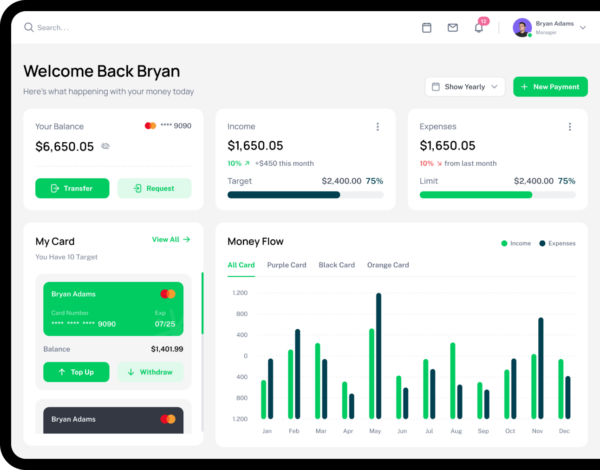 Search...
12
Bryan Adams
Manager
Welcome Back Bryan
Here's what happening with your money today
Show Yearly
+ New Payment
Your Balance
**** 9090
$6,650.05
Transfer
Request
Income
$1,650.05
10% ↗ +$450 this month
Target $2,400.00 75%
Expenses
$1,650.05
10% ↘ from last month
Limit $2,400.00 75%
My Card
View All →
You Have 10 Target
Bryan Adams
Card Number Exp
**** **** **** 9090 07/25
Balance $1,401.99
↑ Top Up
↓ Withdraw
Bryan Adams
Money Flow
Income Expenses
All Card Purple Card Black Card Orange Card
1.200
800
400
0
400
800
1.200
Jan Feb Mar Apr May Jun Jul Aug Sep Oct Nov Dec